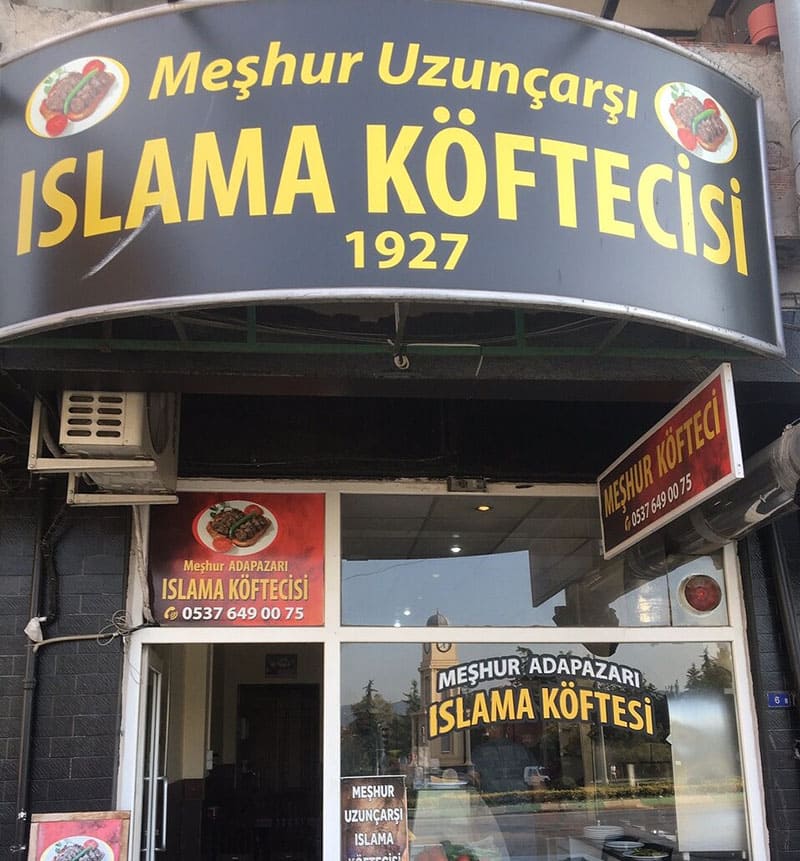 Meşhur Uzunçarşı
ISLAMA KÖFTECİSİ
1927
MEŞHUR KÖFTECİ
0537 649 00 75
Meşhur ADAPAZARI
ISLAMA KÖFTECİSİ
0537 649 00 75
MEŞHUR ADAPAZARI
ISLAMA KÖFTESİ
6
MEŞHUR
UZUNÇARŞI
ISLAMA
KÖFTECİSİ